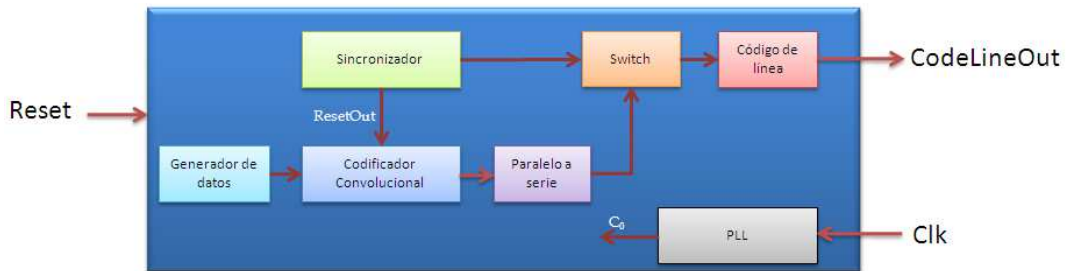 Sincronizador
Switch
Código de
línea
CodeLineOut
Reset
ResetOut
Generador de
datos
Codificador
Convolucional
Paralelo a
serie
C₀
PLL
Clk